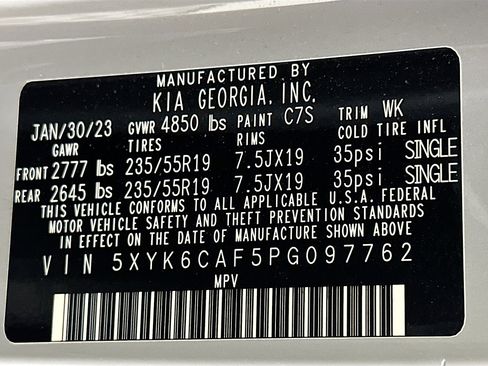 MANUFACTURED BY
KIA GEORGIA, INC.
JAN/30/23 GVWR 4850 lbs PAINT C7S TRIM WK
GAWR TIRES RIMS COLD TIRE INFL
FRONT 2777 lbs 235/55R19 7.5JX19 35psi SINGLE
REAR 2645 lbs 235/55R19 7.5JX19 35psi SINGLE
THIS VEHICLE CONFORMS TO ALL APPLICABLE U.S.A. FEDERAL
MOTOR VEHICLE SAFETY AND THEFT PREVENTION STANDARDS
IN EFFECT ON THE DATE OF MANUFACTURE SHOWN ABOVE.
VIN 5XYK6CAF5PG097762
MPV